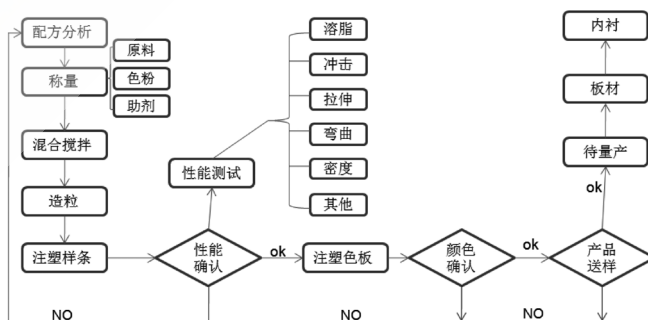 配方分析
称量
原料
色粉
助剂
混合搅拌
造粒
注塑样条
性能
确认
性能测试
溶脂
冲击
拉伸
弯曲
密度
其他
ok
注塑色板
颜色
确认
ok
产品
送样
ok
待量产
板材
内衬
NO
NO
NO